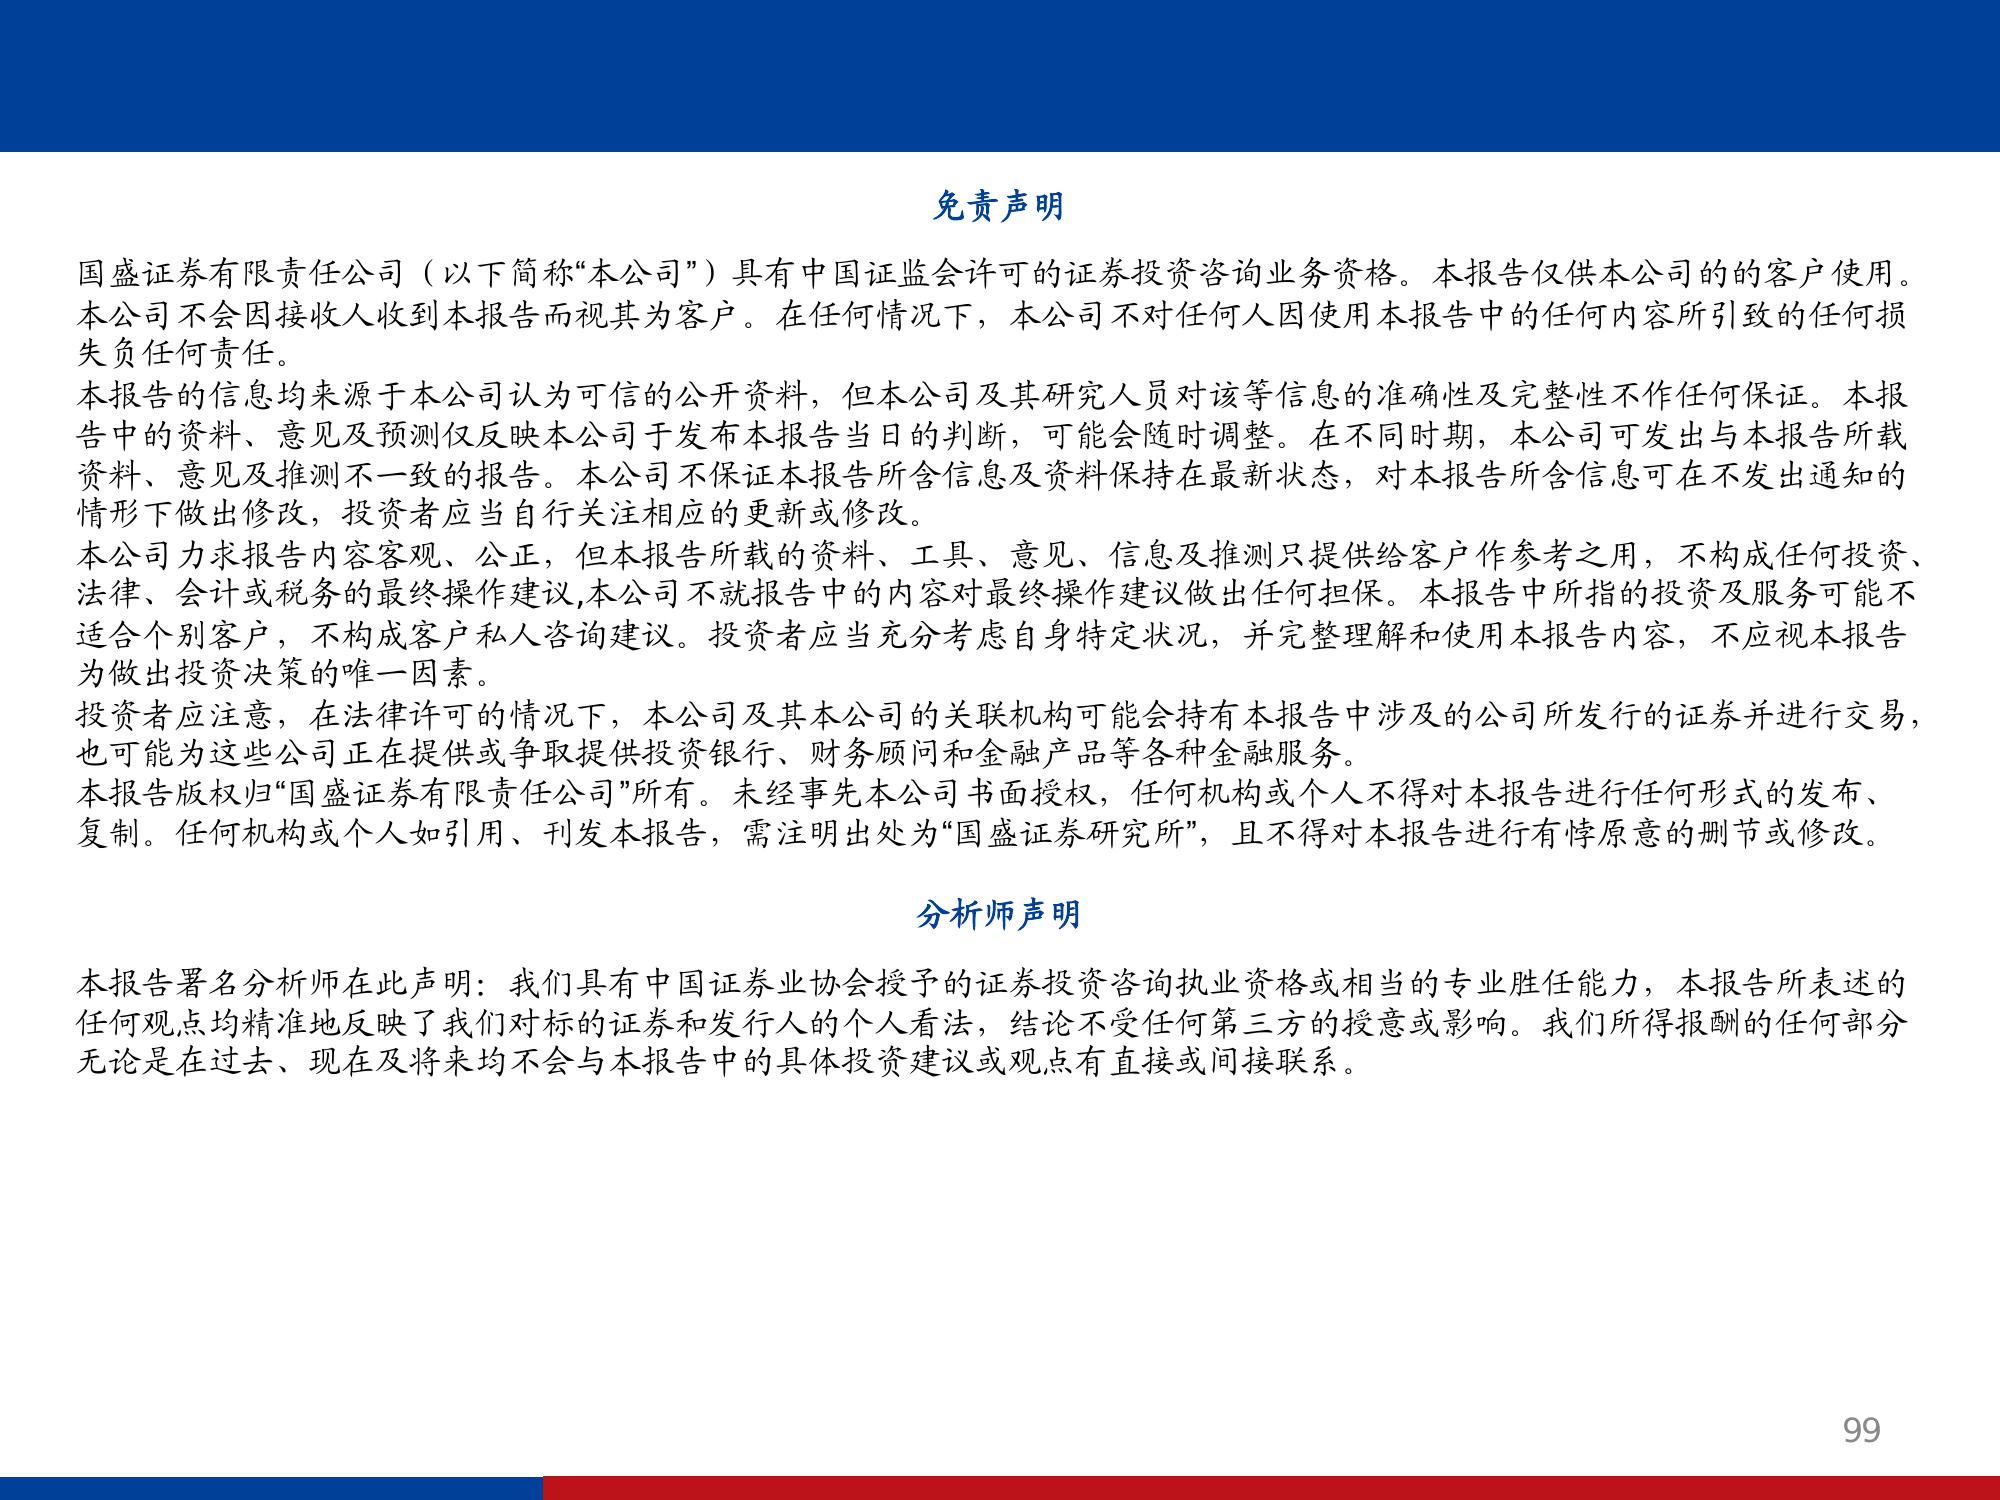 免责声明
国盛证券有限责任公司（以下简称“本公司”）具有中国证监会许可的证券投资咨询业务资格。本报告仅供本公司的的客户使用。
本公司不会因接收人收到本报告而视其为客户。在任何情况下，本公司不对任何人因使用本报告中的任何内容所引致的任何损
失负任何责任。
本报告的信息均来源于本公司认为可信的公开资料，但本公司及其研究人员对该等信息的准确性及完整性不作任何保证。本报
告中的资料、意见及预测仅反映本公司于发布本报告当日的判断，可能会随时调整。在不同时期，本公司可发出与本报告所载
资料、意见及推测不一致的报告。本公司不保证本报告所含信息及资料保持在最新状态，对本报告所含信息可在不发出通知的
情形下做出修改，投资者应当自行关注相应的更新或修改。
本公司力求报告内容客观、公正，但本报告所载的资料、工具、意见、信息及推测只提供给客户作参考之用，不构成任何投资、
法律、会计或税务的最终操作建议,本公司不就报告中的内容对最终操作建议做出任何担保。本报告中所指的投资及服务可能不
适合个别客户，不构成客户私人咨询建议。投资者应当充分考虑自身特定状况，并完整理解和使用本报告内容，不应视本报告
为做出投资决策的唯一因素。
投资者应注意，在法律许可的情况下，本公司及其本公司的关联机构可能会持有本报告中涉及的公司所发行的证券并进行交易，
也可能为这些公司正在提供或争取提供投资银行、财务顾问和金融产品等各种金融服务。
本报告版权归“国盛证券有限责任公司”所有。未经事先本公司书面授权，任何机构或个人不得对本报告进行任何形式的发布、
复制。任何机构或个人如引用、刊发本报告，需注明出处为“国盛证券研究所”，且不得对本报告进行有悖原意的删节或修改。
分析师声明
本报告署名分析师在此声明：我们具有中国证券业协会授予的证券投资咨询执业资格或相当的专业胜任能力，本报告所表述的
任何观点均精准地反映了我们对标的证券和发行人的个人看法，结论不受任何第三方的授意或影响。我们所得报酬的任何部分
无论是在过去、现在及将来均不会与本报告中的具体投资建议或观点有直接或间接联系。
99